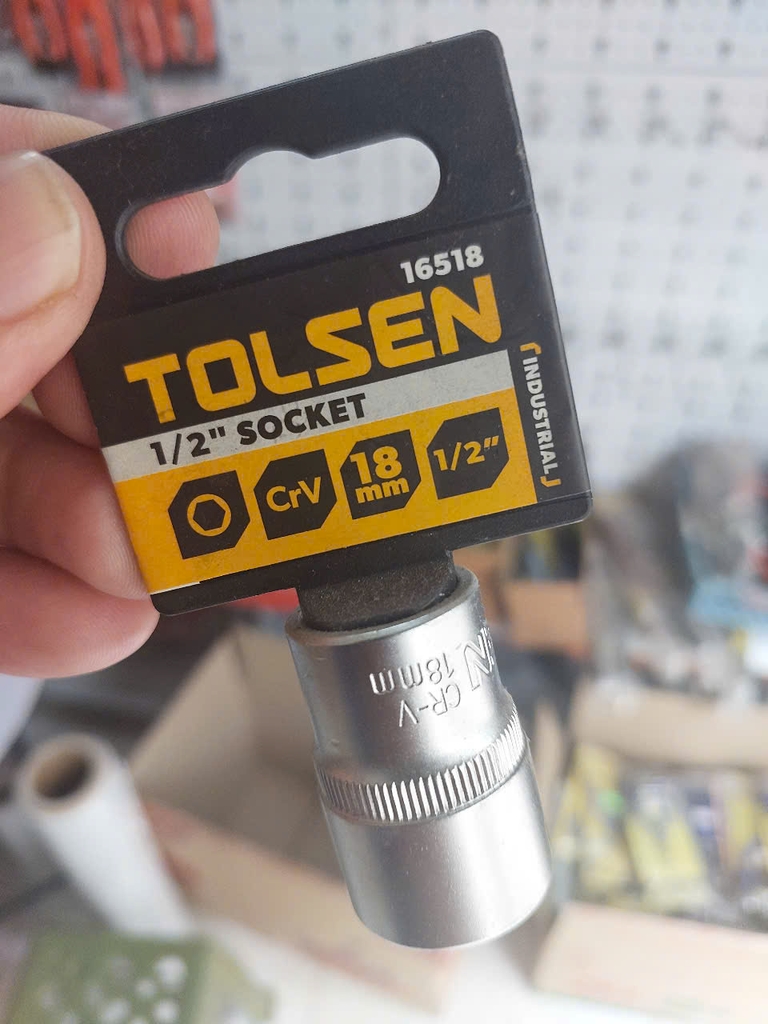 16518
TOLSEN
1/2" SOCKET
INDUSTRIAL
CrV
18
mm
1/2"
CR-V
18mm